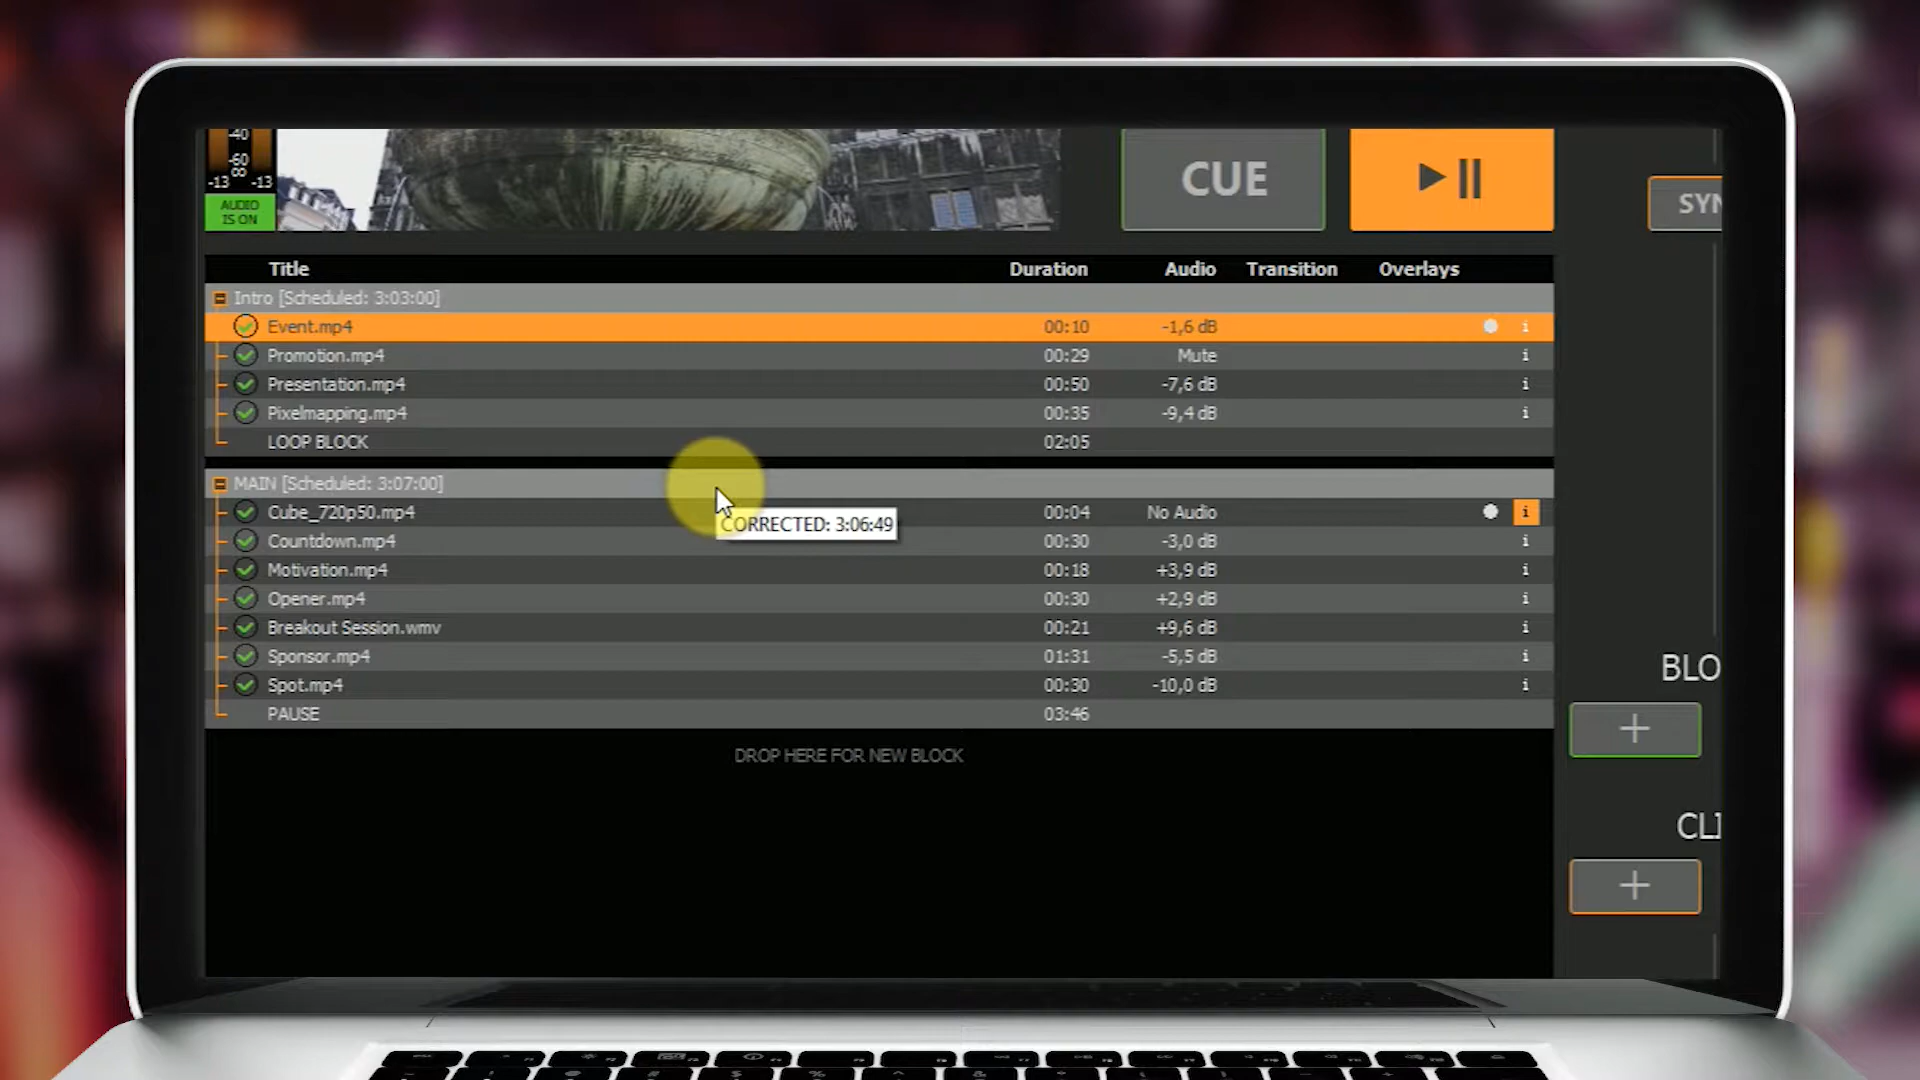 -40
-60
∞
-13 -13
AUDIO
IS ON
CUE
SYN
Title Duration Audio Transition Overlays
Intro [Scheduled: 3:03:00]
Event.mp4 00:10 -1,6 dB i
Promotion.mp4 00:29 Mute i
Presentation.mp4 00:50 -7,6 dB i
Pixelmapping.mp4 00:35 -9,4 dB i
LOOP BLOCK 02:05
MAIN [Scheduled: 3:07:00]
Cube_720p50.mp4 00:04 No Audio i
CORRECTED: 3:06:49
Countdown.mp4 00:30 -3,0 dB i
Motivation.mp4 00:18 +3,9 dB i
Opener.mp4 00:30 +2,9 dB i
Breakout Session.wmv 00:21 +9,6 dB i
Sponsor.mp4 01:31 -5,5 dB i
Spot.mp4 00:30 -10,0 dB i
PAUSE 03:46
DROP HERE FOR NEW BLOCK
BLO
+
CLI
+